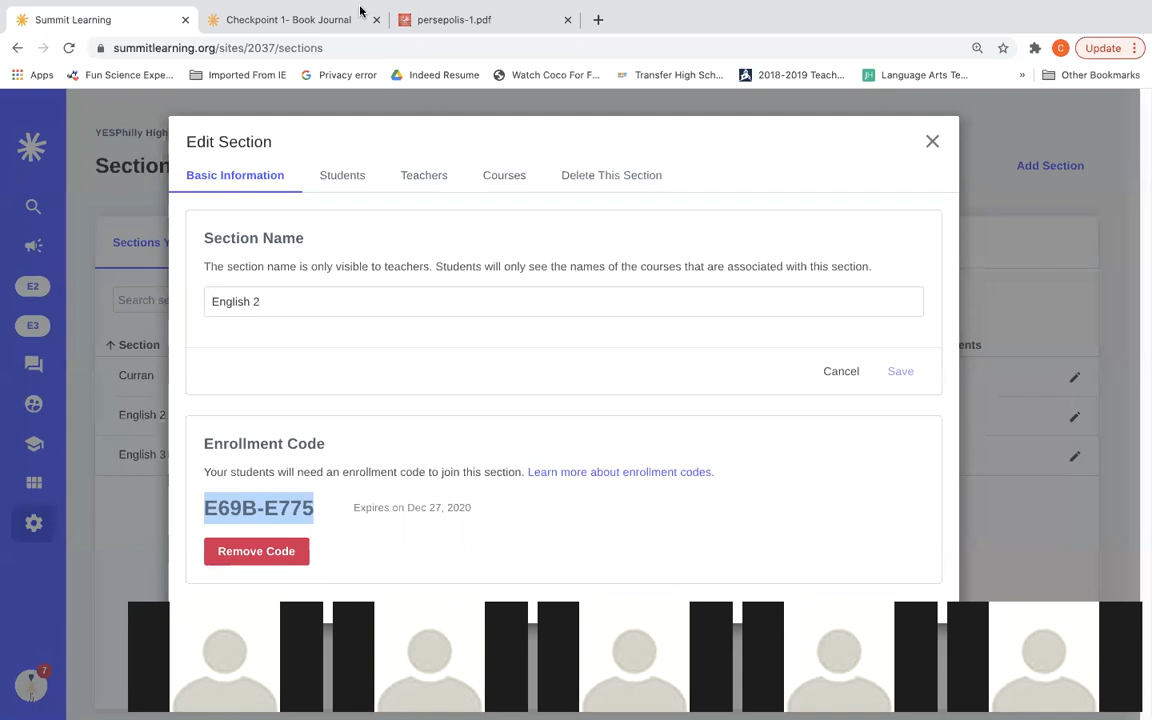 Summit Learning
Checkpoint 1- Book Journal
persepolis-1.pdf
summitlearning.org/sites/2037/sections
C
Update
Apps
Fun Science Expe...
Imported From IE
Privacy error
Indeed Resume
Watch Coco For F...
Transfer High Sch...
2018-2019 Teach...
JH
Language Arts Te...
»
Other Bookmarks
YESPhilly High
Section
Add Section
Edit Section
Basic Information
Students
Teachers
Courses
Delete This Section
Sections Y
Search se
Section
ents
Curran
English 2
English 3
E2
E3
7
Section Name
The section name is only visible to teachers. Students will only see the names of the courses that are associated with this section.
English 2
Cancel
Save
Enrollment Code
Your students will need an enrollment code to join this section. Learn more about enrollment codes.
E69B-E775
Expires on Dec 27, 2020
Remove Code